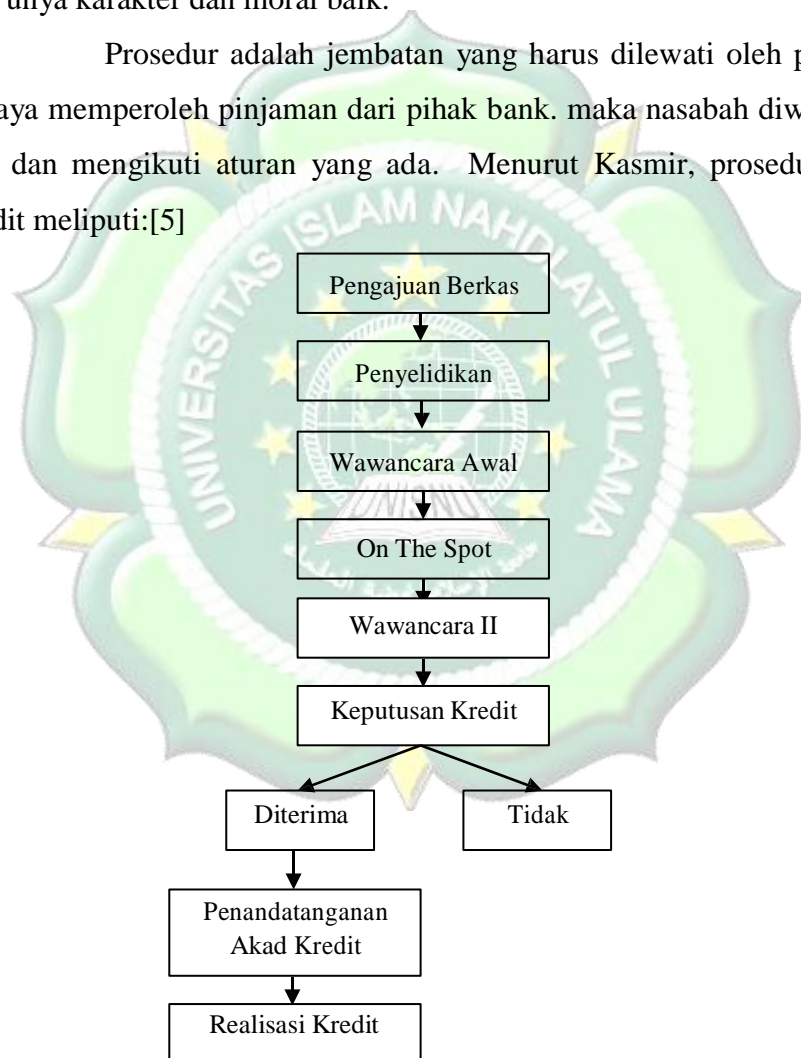 unya karakter dan moral baik.
Prosedur adalah jembatan yang harus dilewati oleh p
aya memperoleh pinjaman dari pihak bank. maka nasabah diw
dan mengikuti aturan yang ada. Menurut Kasmir, prosedu
dit meliputi:[5]
UNIVERSITAS ISLAM NAHDLATUL ULAMA
UNISNU
Pengajuan Berkas
Penyelidikan
Wawancara Awal
On The Spot
Wawancara II
Keputusan Kredit
Diterima
Tidak
Penandatanganan
Akad Kredit
Realisasi Kredit